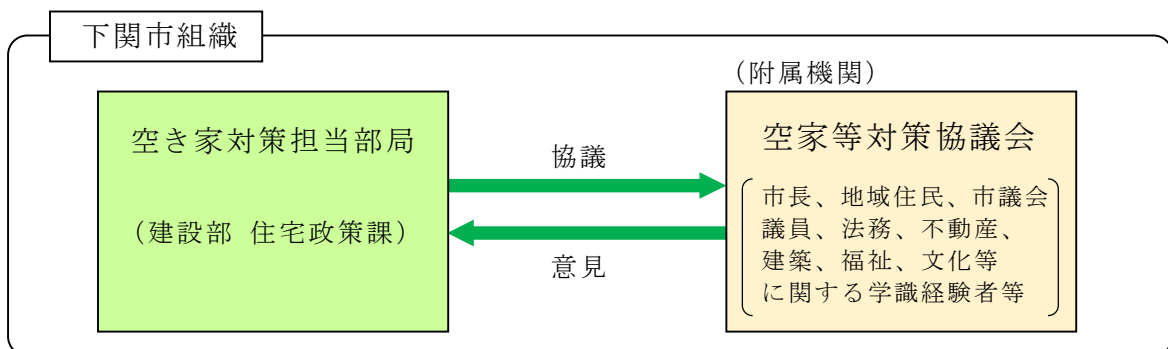 下関市組織
(附属機関)
空き家対策担当部局
(建設部 住宅政策課)
協議
意見
空家等対策協議会
市長、地域住民、市議会
議員、法務、不動産、
建築、福祉、文化等
に関する学識経験者等